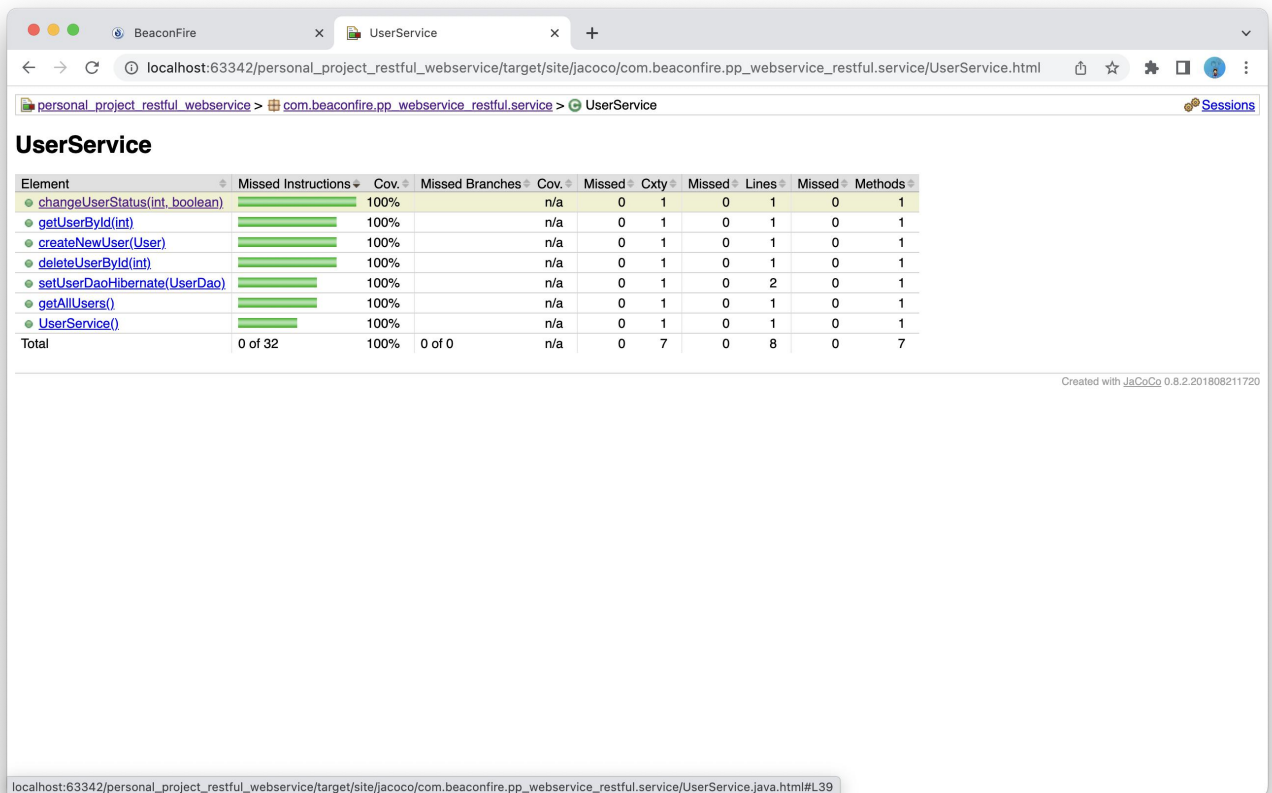 BeaconFire
UserService
localhost:63342/personal_project_restful_webservice/target/site/jacoco/com.beaconfire.pp_webservice_restful.service/UserService.html
personal_project_restful_webservice > com.beaconfire.pp_webservice_restful.service > UserService Sessions
UserService
Element Missed Instructions Cov. Missed Branches Cov. Missed Cxty Missed Lines Missed Methods
changeUserStatus(int, boolean) 100% n/a 0 1 0 1 0 1
getUserById(int) 100% n/a 0 1 0 1 0 1
createNewUser(User) 100% n/a 0 1 0 1 0 1
deleteUserById(int) 100% n/a 0 1 0 1 0 1
setUserDaoHibernate(UserDao) 100% n/a 0 1 0 2 0 1
getAllUsers() 100% n/a 0 1 0 1 0 1
UserService() 100% n/a 0 1 0 1 0 1
Total 0 of 32 100% 0 of 0 n/a 0 7 0 8 0 7
Created with JaCoCo 0.8.2.201808211720
localhost:63342/personal_project_restful_webservice/target/site/jacoco/com.beaconfire.pp_webservice_restful.service/UserService.java.html#L39